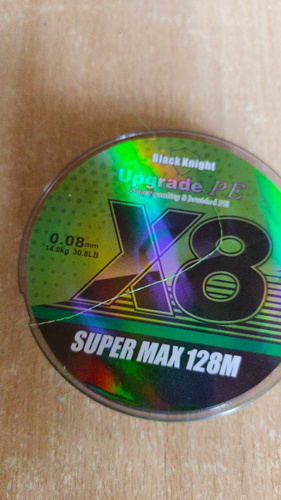 Black Knight
Upgrade PE
X8
0.08mm
14.0kg 30.8LB
SUPER MAX 128M